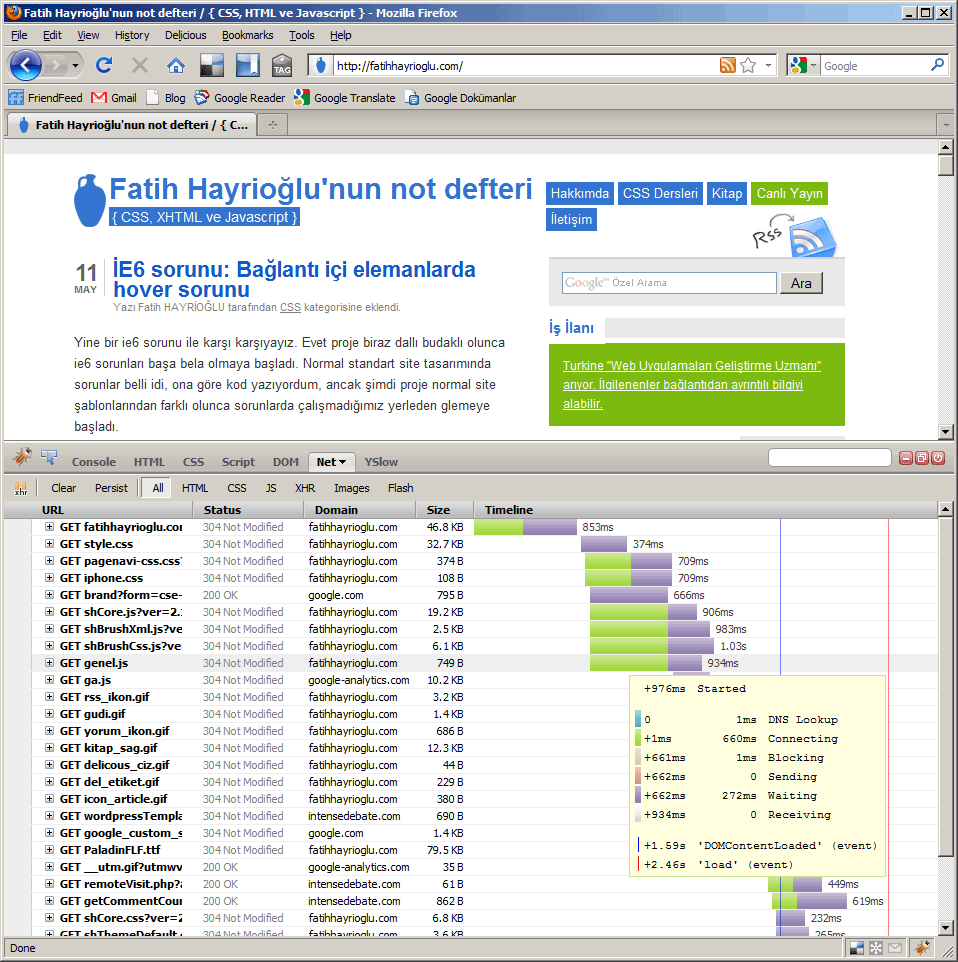 Fatih Hayrioğlu'nun not defteri / { CSS, HTML ve Javascript } - Mozilla Firefox
File Edit View History Delicious Bookmarks Tools Help
TAG http://fatihhayrioglu.com/ Google
FriendFeed Gmail Blog Google Reader Google Translate Google Dokümanlar
Fatih Hayrioğlu'nun not defteri / { C...
Fatih Hayrioğlu'nun not defteri
{ CSS, XHTML ve Javascript }
Hakkımda CSS Dersleri Kitap Canlı Yayın
İletişim
Rss
11
MAY
İE6 sorunu: Bağlantı içi elemanlarda
hover sorunu
Yazı Fatih HAYRİOĞLU tarafından CSS kategorisine eklendi.
Yine bir ie6 sorunu ile karşı karşıyayız. Evet proje biraz dallı budaklı olunca
ie6 sorunları başa bela olmaya başladı. Normal standart site tasarımında
sorunlar belli idi, ona göre kod yazıyordum, ancak şimdi proje normal site
şablonlarından farklı olunca sorunlarda çalışmadığımız yerleden glemeye
başladı.
Google™ Özel Arama Ara
İş İlanı
Turkine "Web Uygulamaları Geliştirme Uzmanı"
arıyor. İlgilenenler bağlantıdan ayrıntılı bilgiyi
alabilir.
Console HTML CSS Script DOM Net YSlow
xhr Clear Persist All HTML CSS JS XHR Images Flash
URL Status Domain Size Timeline
GET fatihhayrioglu.com 304 Not Modified fatihhayrioglu.com 46.8 KB 853ms
GET style.css 304 Not Modified fatihhayrioglu.com 32.7 KB 374ms
GET pagenavi-css.css? 304 Not Modified fatihhayrioglu.com 374 B 709ms
GET iphone.css 304 Not Modified fatihhayrioglu.com 108 B 709ms
GET brand?form=cse- 200 OK google.com 795 B 666ms
GET shCore.js?ver=2. 304 Not Modified fatihhayrioglu.com 19.2 KB 906ms
GET shBrushXml.js?ve 304 Not Modified fatihhayrioglu.com 2.5 KB 983ms
GET shBrushCss.js?ve 304 Not Modified fatihhayrioglu.com 6.1 KB 1.03s
GET genel.js 304 Not Modified fatihhayrioglu.com 749 B 934ms
GET ga.js 304 Not Modified google-analytics.com 10.2 KB
GET rss_ikon.gif 304 Not Modified fatihhayrioglu.com 3.2 KB
GET gudi.gif 304 Not Modified fatihhayrioglu.com 1.4 KB
GET yorum_ikon.gif 304 Not Modified fatihhayrioglu.com 686 B
GET kitap_sag.gif 304 Not Modified fatihhayrioglu.com 12.3 KB
GET delicous_ciz.gif 304 Not Modified fatihhayrioglu.com 44 B
GET del_etiket.gif 304 Not Modified fatihhayrioglu.com 229 B
GET icon_article.gif 304 Not Modified fatihhayrioglu.com 380 B
GET wordpressTempla 304 Not Modified intensedebate.com 690 B
GET google_custom_s 304 Not Modified google.com 1.4 KB
GET PaladinFLF.ttf 304 Not Modified fatihhayrioglu.com 79.5 KB
GET __utm.gif?utmwv 200 OK google-analytics.com 35 B
GET remoteVisit.php?a 200 OK intensedebate.com 61 B 449ms
GET getCommentCoun 200 OK intensedebate.com 862 B 619ms
GET shCore.css?ver=2 304 Not Modified fatihhayrioglu.com 6.8 KB 232ms
GET shThemeDefault.c 304 Not Modified fatihhayrioglu.com 3.6 KB 265ms
+976ms Started
0 1ms DNS Lookup
+1ms 660ms Connecting
+661ms 1ms Blocking
+662ms 0 Sending
+662ms 272ms Waiting
+934ms 0 Receiving
+1.59s 'DOMContentLoaded' (event)
+2.46s 'load' (event)
Done